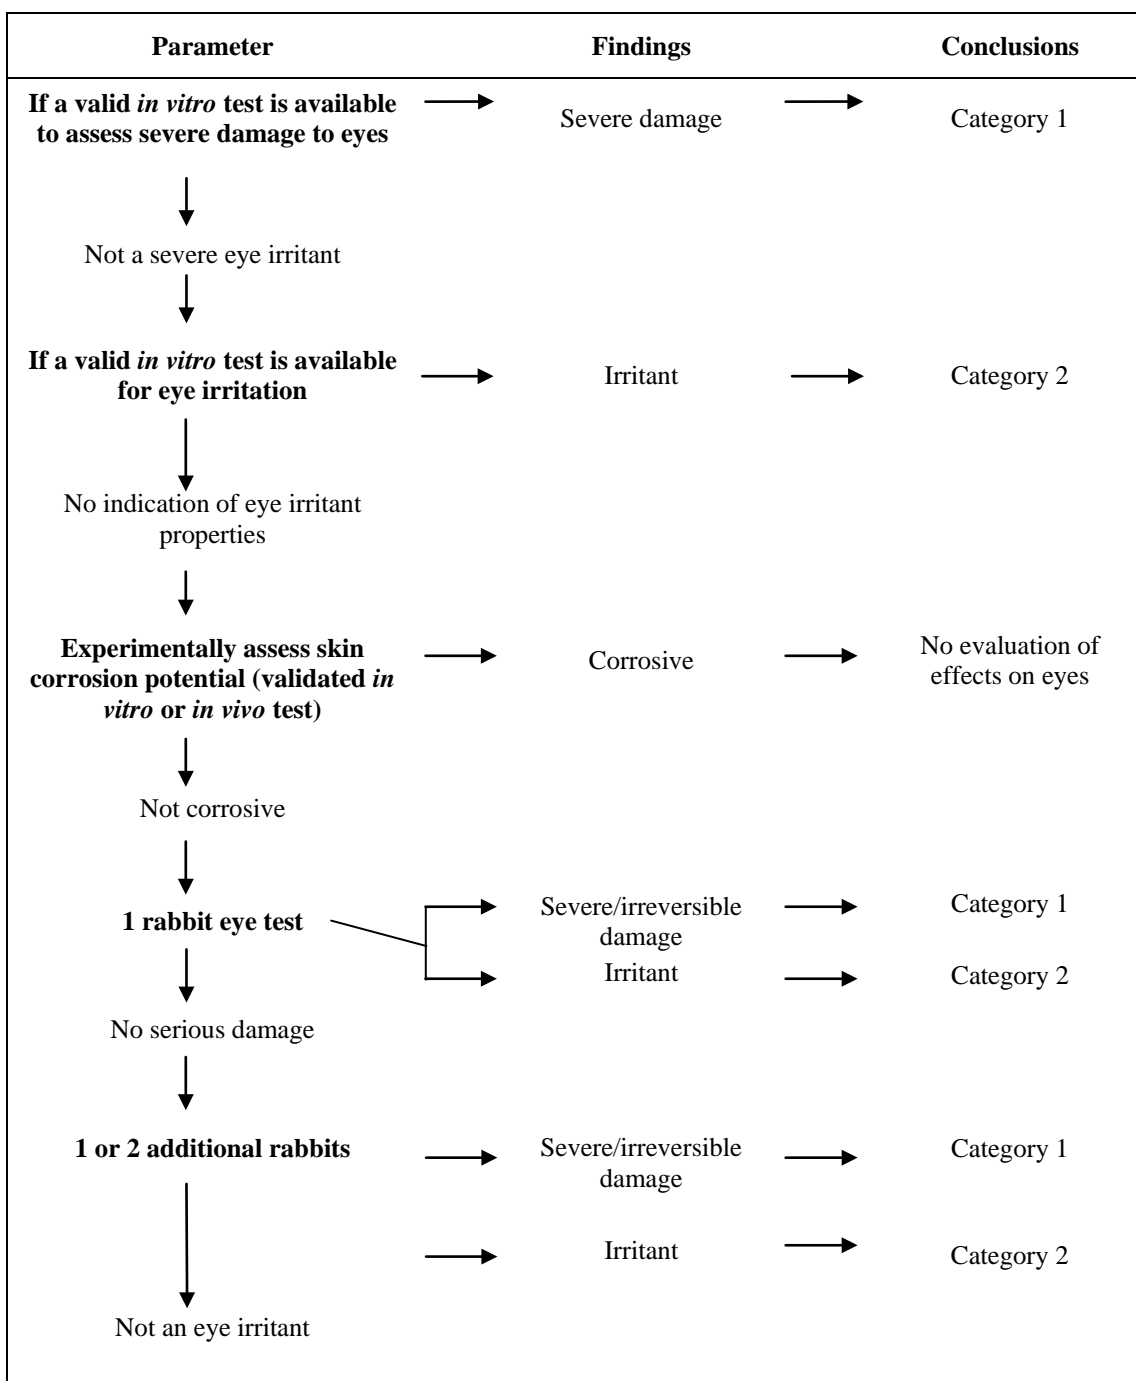 Parameter Findings Conclusions
If a valid in vitro test is available
to assess severe damage to eyes
Severe damage
Category 1
Not a severe eye irritant
If a valid in vitro test is available
for eye irritation
Irritant
Category 2
No indication of eye irritant
properties
Experimentally assess skin
corrosion potential (validated in
vitro or in vivo test)
Corrosive
No evaluation of
effects on eyes
Not corrosive
1 rabbit eye test
Severe/irreversible
damage
Category 1
Irritant
Category 2
No serious damage
1 or 2 additional rabbits
Severe/irreversible
damage
Category 1
Irritant
Category 2
Not an eye irritant